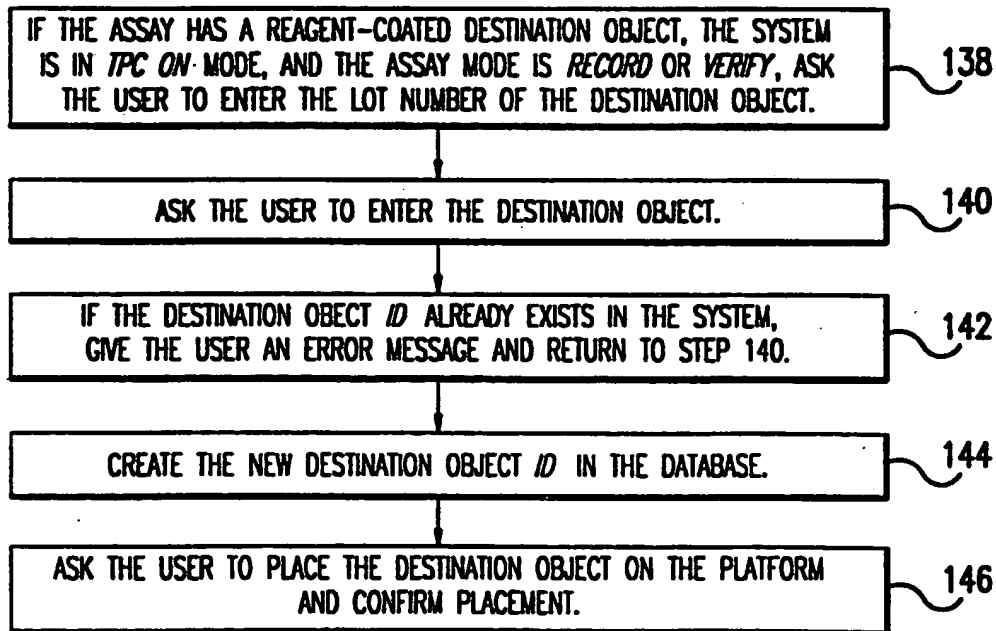 IF THE ASSAY HAS A REAGENT-COATED DESTINATION OBJECT, THE SYSTEM
IS IN TPC ON MODE, AND THE ASSAY MODE IS RECORD OR VERIFY, ASK
THE USER TO ENTER THE LOT NUMBER OF THE DESTINATION OBJECT.
138
ASK THE USER TO ENTER THE DESTINATION OBJECT.
140
IF THE DESTINATION OBECT ID ALREADY EXISTS IN THE SYSTEM,
GIVE THE USER AN ERROR MESSAGE AND RETURN TO STEP 140.
142
CREATE THE NEW DESTINATION OBJECT ID IN THE DATABASE.
144
ASK THE USER TO PLACE THE DESTINATION OBJECT ON THE PLATFORM
AND CONFIRM PLACEMENT.
146